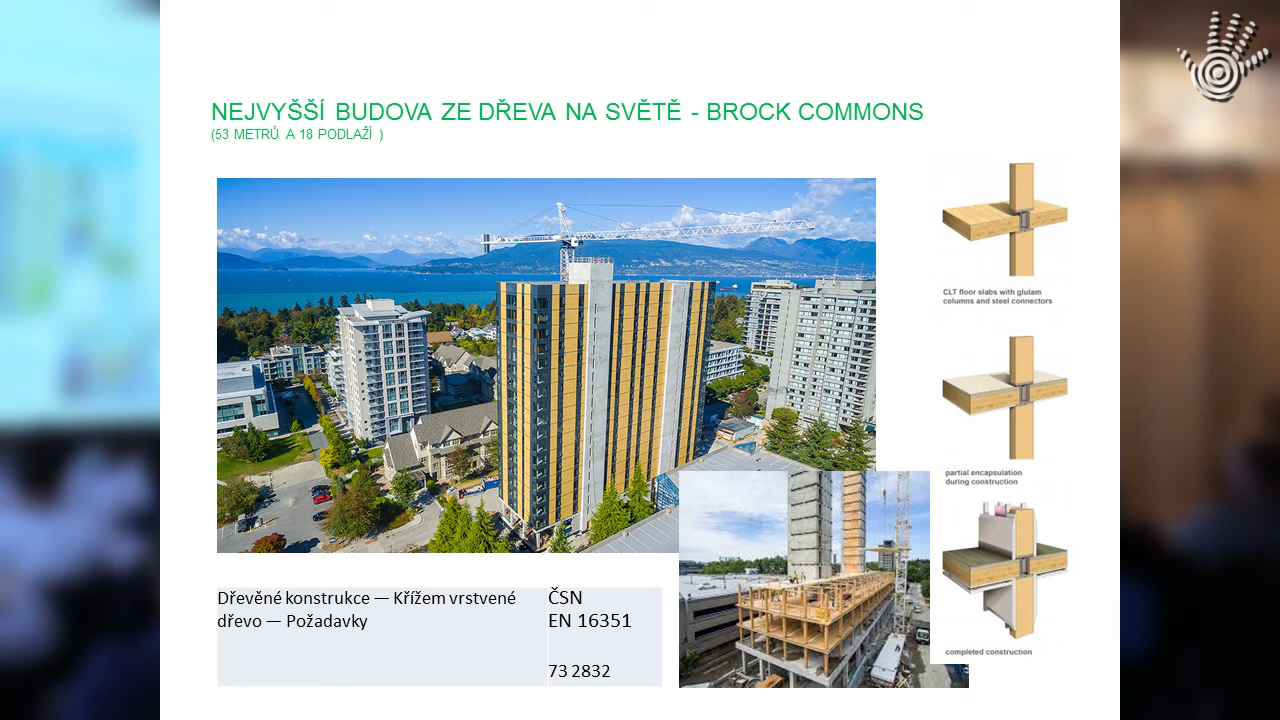 NEJVYŠŠÍ BUDOVA ZE DŘEVA NA SVĚTĚ - BROCK COMMONS
(53 METRŮ A 18 PODLAŽÍ )
CLT floor slabs with glulam
columns and steel connectors
partial encapsulation
during construction
completed construction
Dřevěné konstrukce — Křížem vrstvené
dřevo — Požadavky
ČSN
EN 16351
73 2832